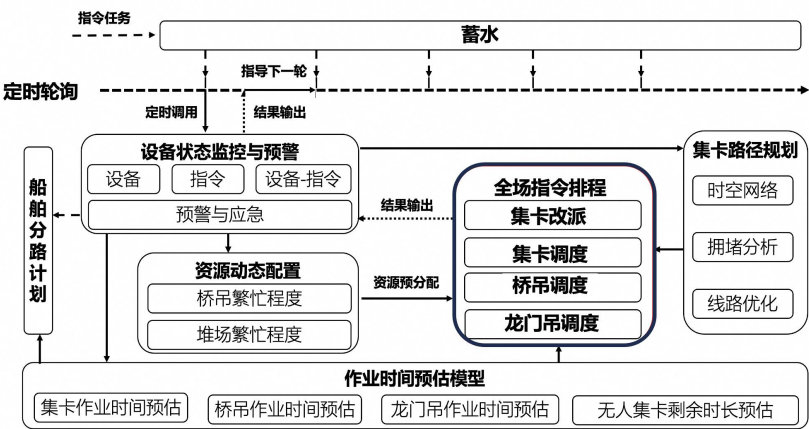 指令任务
蓄水
指导下一轮
定时轮询
定时调用
结果输出
设备状态监控与预警
设备
指令
设备-指令
预警与应急
船舶分路计划
资源动态配置
桥吊繁忙程度
堆场繁忙程度
结果输出
资源预分配
全场指令排程
集卡改派
集卡调度
桥吊调度
龙门吊调度
集卡路径规划
时空网络
拥堵分析
线路优化
作业时间预估模型
集卡作业时间预估
桥吊作业时间预估
龙门吊作业时间预估
无人集卡剩余时长预估